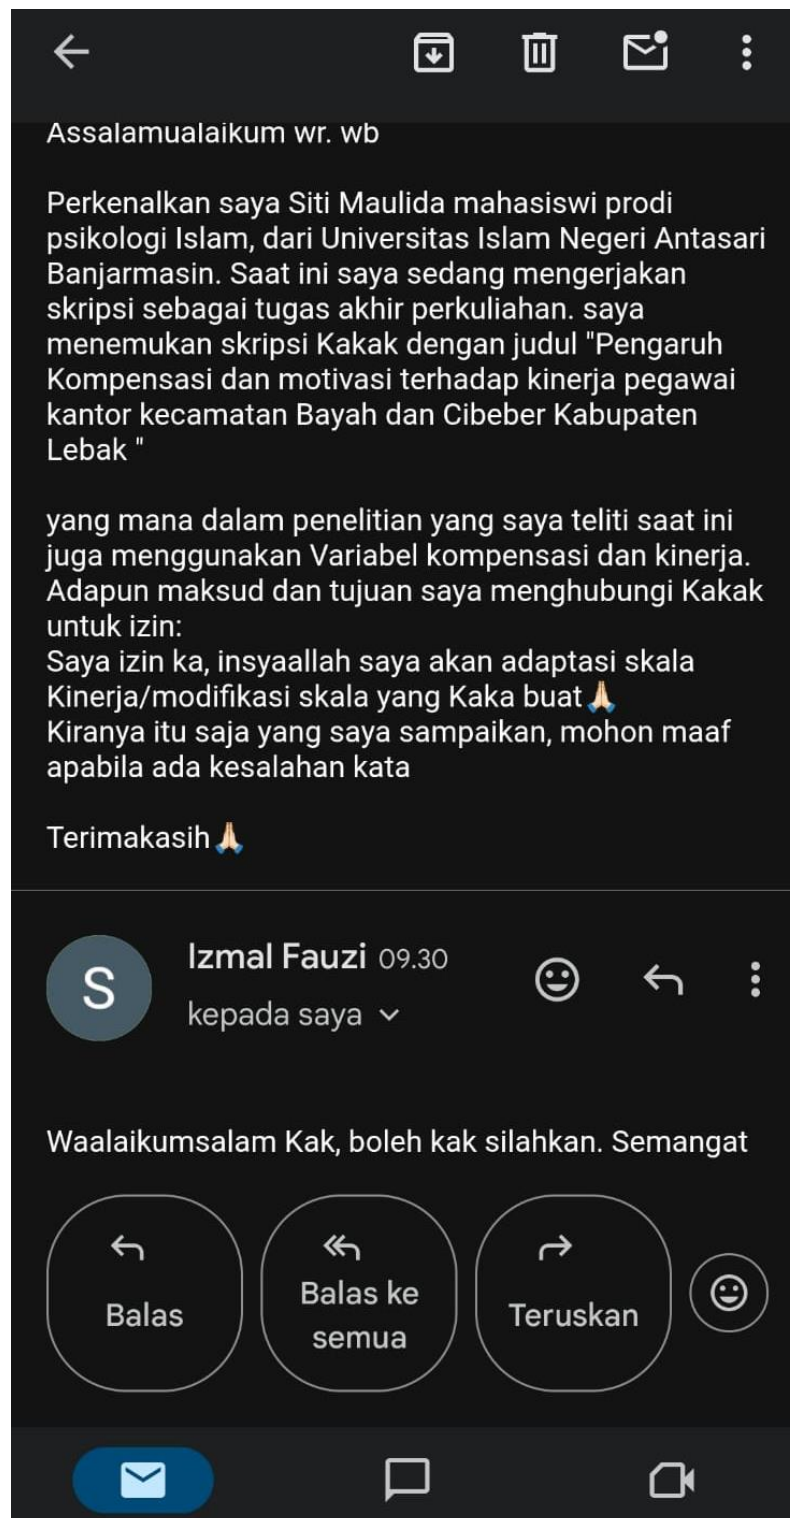 Assalamualaikum wr. wb
Perkenalkan saya Siti Maulida mahasiswi prodi
psikologi Islam, dari Universitas Islam Negeri Antasari
Banjarmasin. Saat ini saya sedang mengerjakan
skripsi sebagai tugas akhir perkuliahan. saya
menemukan skripsi Kakak dengan judul "Pengaruh
Kompensasi dan motivasi terhadap kinerja pegawai
kantor kecamatan Bayah dan Cibeber Kabupaten
Lebak "
yang mana dalam penelitian yang saya teliti saat ini
juga menggunakan Variabel kompensasi dan kinerja.
Adapun maksud dan tujuan saya menghubungi Kakak
untuk izin:
Saya izin ka, insyaallah saya akan adaptasi skala
Kinerja/modifikasi skala yang Kaka buat🙏🏻
Kiranya itu saja yang saya sampaikan, mohon maaf
apabila ada kesalahan kata
Terimakasih🙏🏻
S
Izmal Fauzi 09.30
kepada saya
Waalaikumsalam Kak, boleh kak silahkan. Semangat
Balas
Balas ke
semua
Teruskan